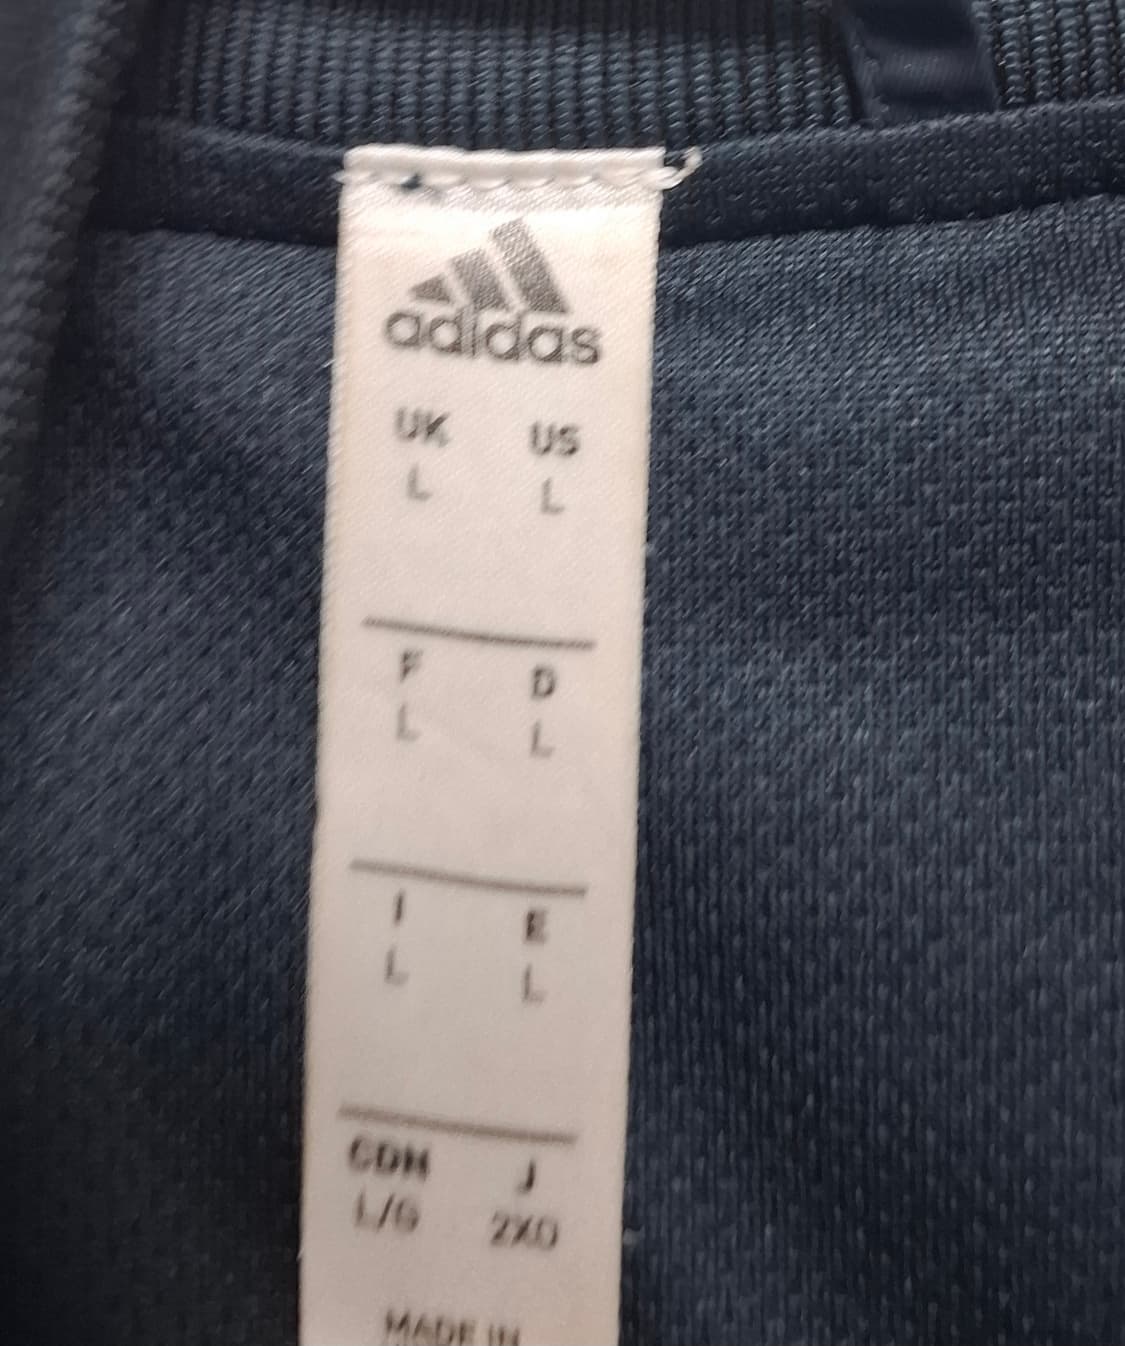 adidas
UK US
L L
F D
L L
I E
L L
CDN J
L/G 2XO
MADE IN